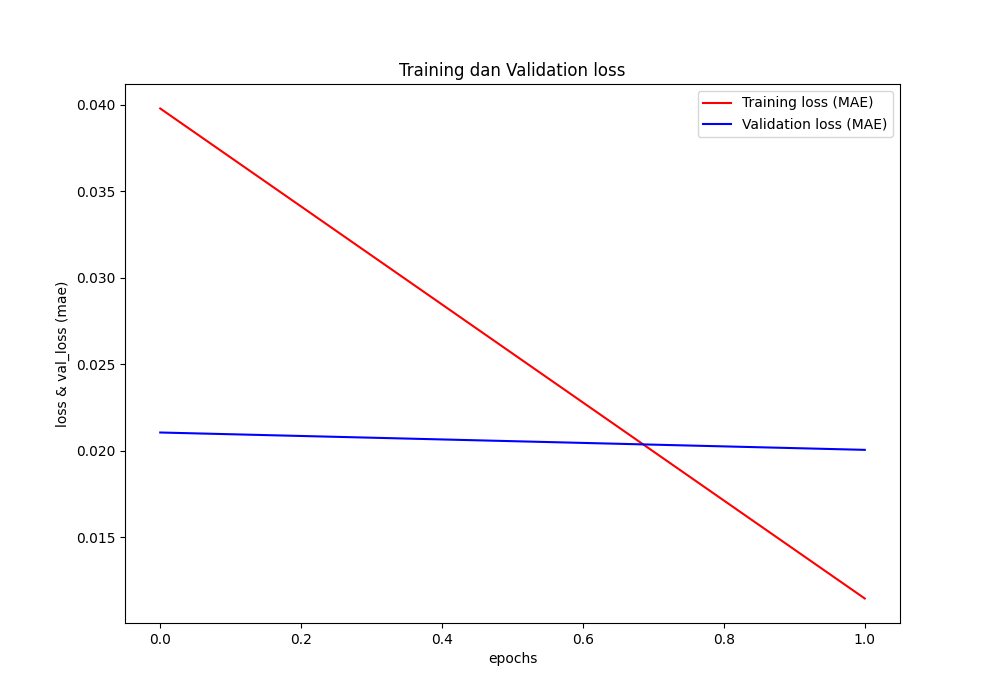 Training dan Validation loss
Training loss (MAE)
Validation loss (MAE)
loss & val_loss (mae)
0.040
0.035
0.030
0.025
0.020
0.015
0.0 0.2 0.4 0.6 0.8 1.0
epochs